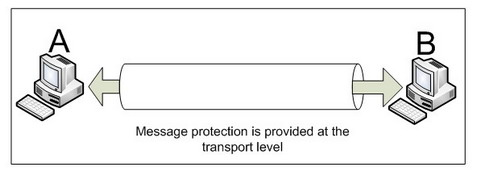 A
B
Message protection is provided at the
transport level